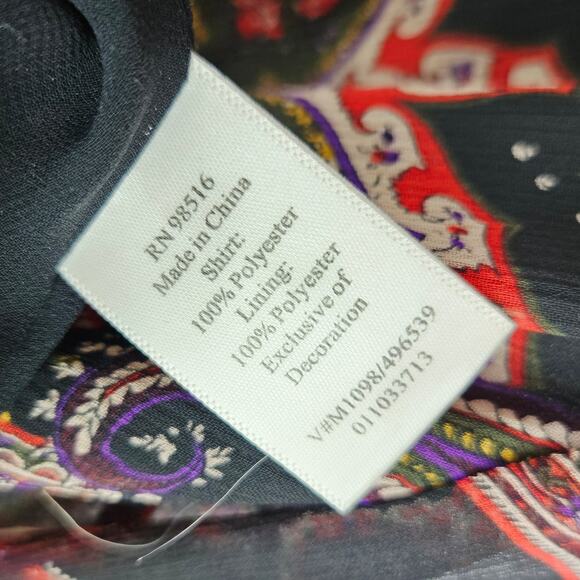 RN 98516
Made in China
Shirt:
100% Polyester
Lining:
100% Polyester
Exclusive of
Decoration
V#M1098/496539
011033713